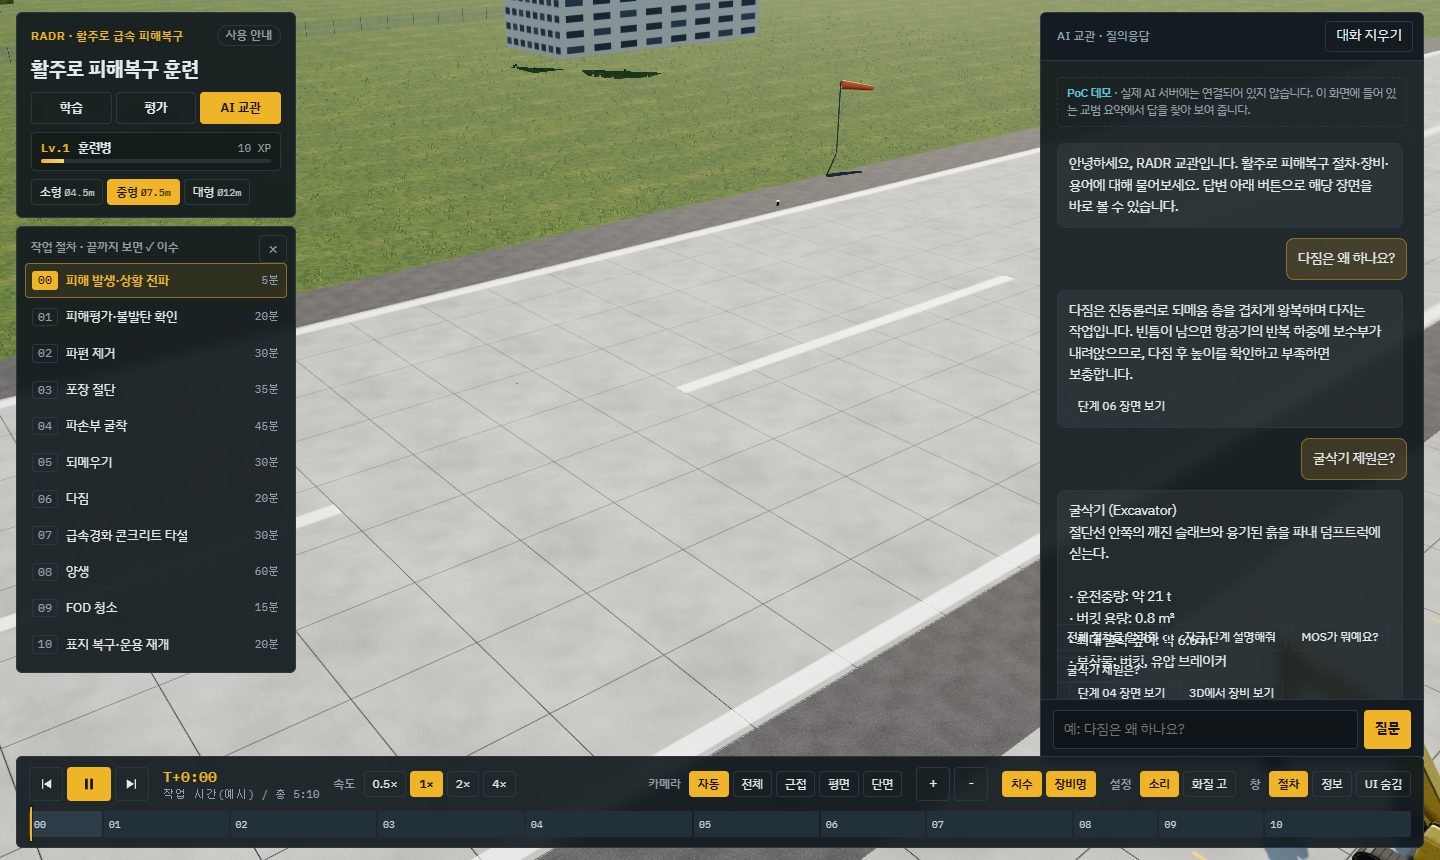 RADR · 활주로 급속 피해복구
사용 안내
활주로 피해복구 훈련
학습
평가
AI 교관
Lv.1 훈련병
10 XP
소형 Ø4.5m
중형 Ø7.5m
대형 Ø12m
작업 절차 · 끝까지 보면 ✓ 이수
×
00 피해 발생·상황 전파 5분
01 피해평가·불발탄 확인 20분
02 파편 제거 30분
03 포장 절단 35분
04 파손부 굴착 45분
05 되메우기 30분
06 다짐 20분
07 급속경화 콘크리트 타설 30분
08 양생 60분
09 FOD 청소 15분
10 표지 복구·운용 재개 20분
AI 교관 · 질의응답
대화 지우기
PoC 데모 · 실제 AI 서버에는 연결되어 있지 않습니다. 이 화면에 들어 있
는 교범 요약에서 답을 찾아 보여 줍니다.
안녕하세요, RADR 교관입니다. 활주로 피해복구 절차·장비·
용어에 대해 물어보세요. 답변 아래 버튼으로 해당 장면을
바로 볼 수 있습니다.
다짐은 왜 하나요?
다짐은 진동롤러로 되메움 층을 겹치게 왕복하며 다지는
작업입니다. 빈틈이 남으면 항공기의 반복 하중에 보수부가
내려앉으므로, 다짐 후 높이를 확인하고 부족하면
보충합니다.
단계 06 장면 보기
굴삭기 제원은?
굴삭기 (Excavator)
절단선 안쪽의 깨진 슬래브와 융기된 흙을 파내 덤프트럭에
싣는다.
· 운전중량: 약 21 t
· 버킷 용량: 0.8 m³
단계 설명해줘
MOS가 뭐예요?
· 부착물: 버킷, 유압 브레이커
굴삭기 제원은?
단계 04 장면 보기
3D에서 장비 보기
예: 다짐은 왜 하나요?
질문
T+0:00
작업 시간(예시) / 총 5:10
속도
0.5×
1×
2×
4×
카메라
자동
전체
근접
평면
단면
+
-
치수
장비명
설정
소리
화질 고
창
절차
정보
UI 숨김
00 01 02 03 04 05 06 07 08 09 10